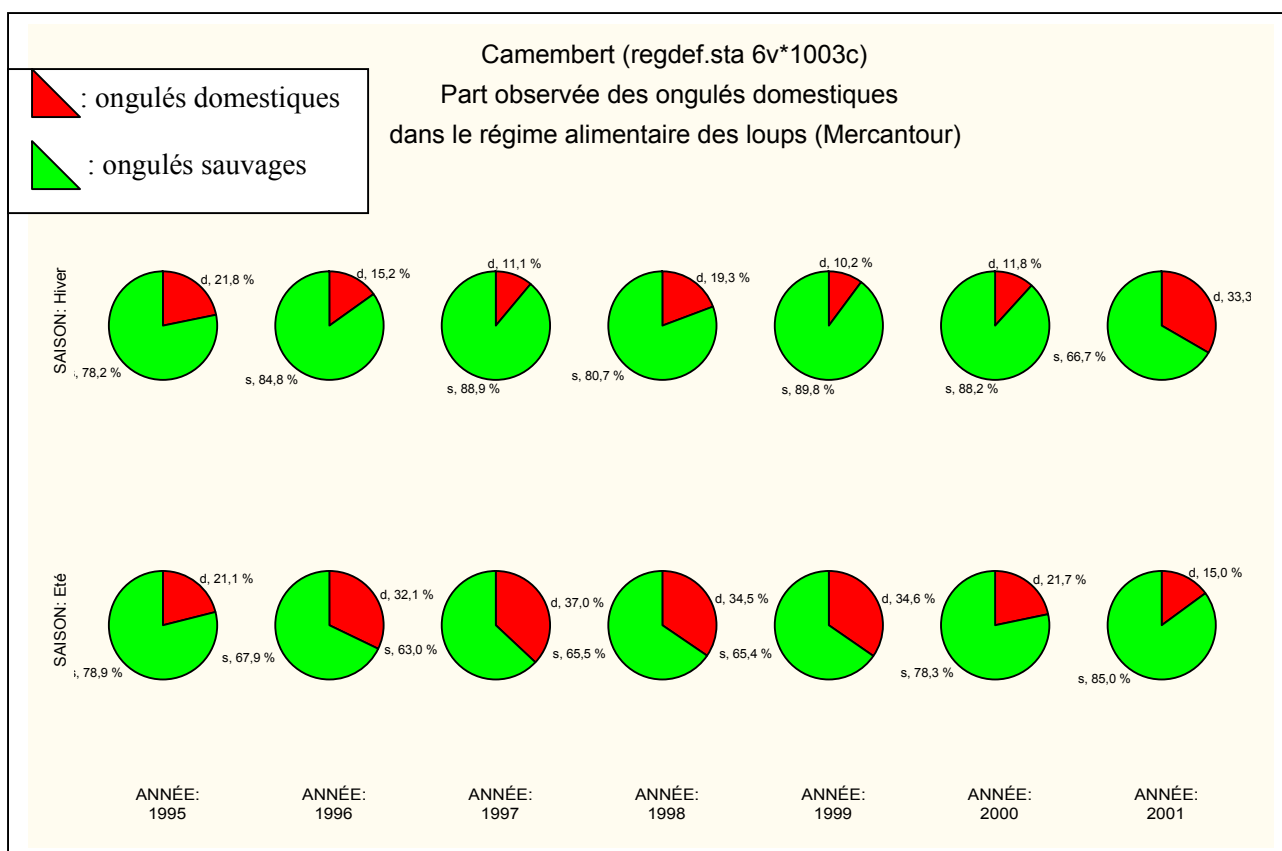 Camembert (regdef.sta 6v*1003c)
Part observée des ongulés domestiques
dans le régime alimentaire des loups (Mercantour)
: ongulés domestiques
: ongulés sauvages
SAISON: Hiver
d, 21,8 %
d, 15,2 %
d, 11,1 %
d, 19,3 %
d, 10,2 %
d, 11,8 %
d, 33,3
, 78,2 %
s, 84,8 %
s, 88,9 %
s, 80,7 %
s, 89,8 %
s, 88,2 %
s, 66,7 %
SAISON: Eté
d, 21,1 %
d, 32,1 %
d, 37,0 %
d, 34,5 %
d, 34,6 %
d, 21,7 %
d, 15,0 %
, 78,9 %
s, 67,9 %
s, 63,0 %
s, 65,5 %
s, 65,4 %
s, 78,3 %
s, 85,0 %
ANNÉE:
1995
ANNÉE:
1996
ANNÉE:
1997
ANNÉE:
1998
ANNÉE:
1999
ANNÉE:
2000
ANNÉE:
2001